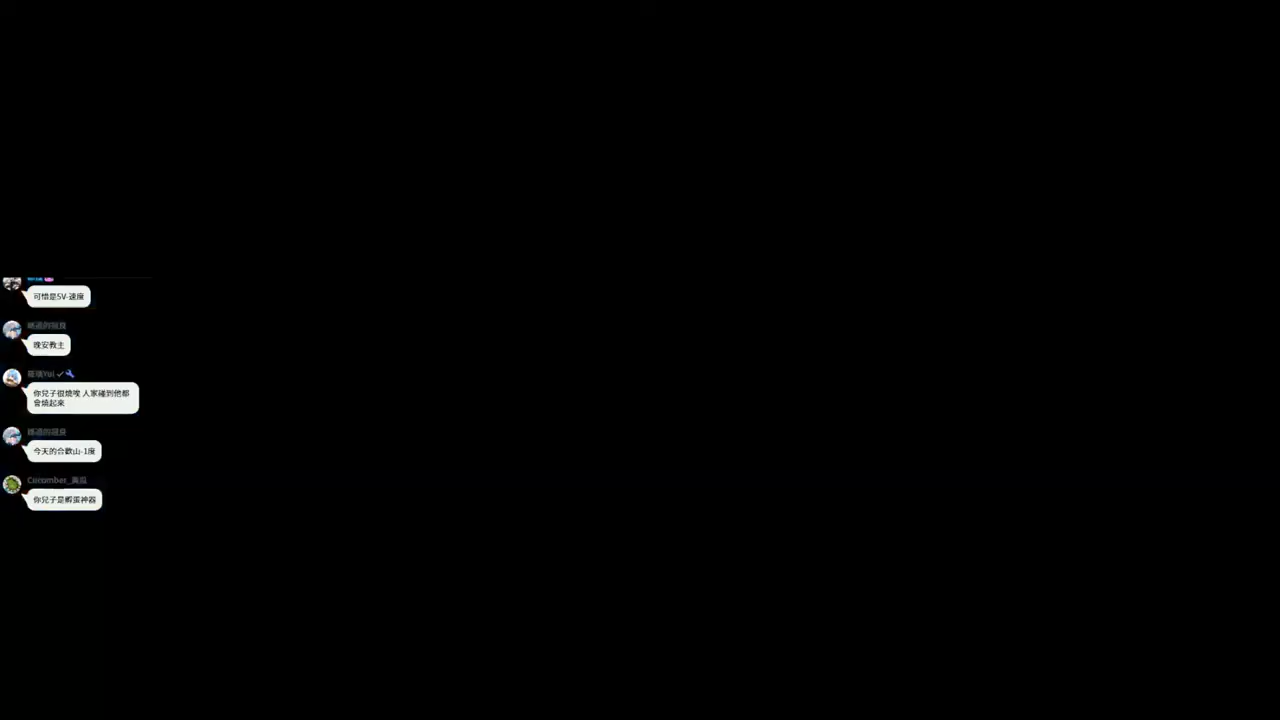 可惜是5V-速度
晚安教主
你兒子很燒唉 人家碰到他都
會燒起來
今天的合歡山-1度
Cucumber_黃瓜
你兒子是孵蛋神器